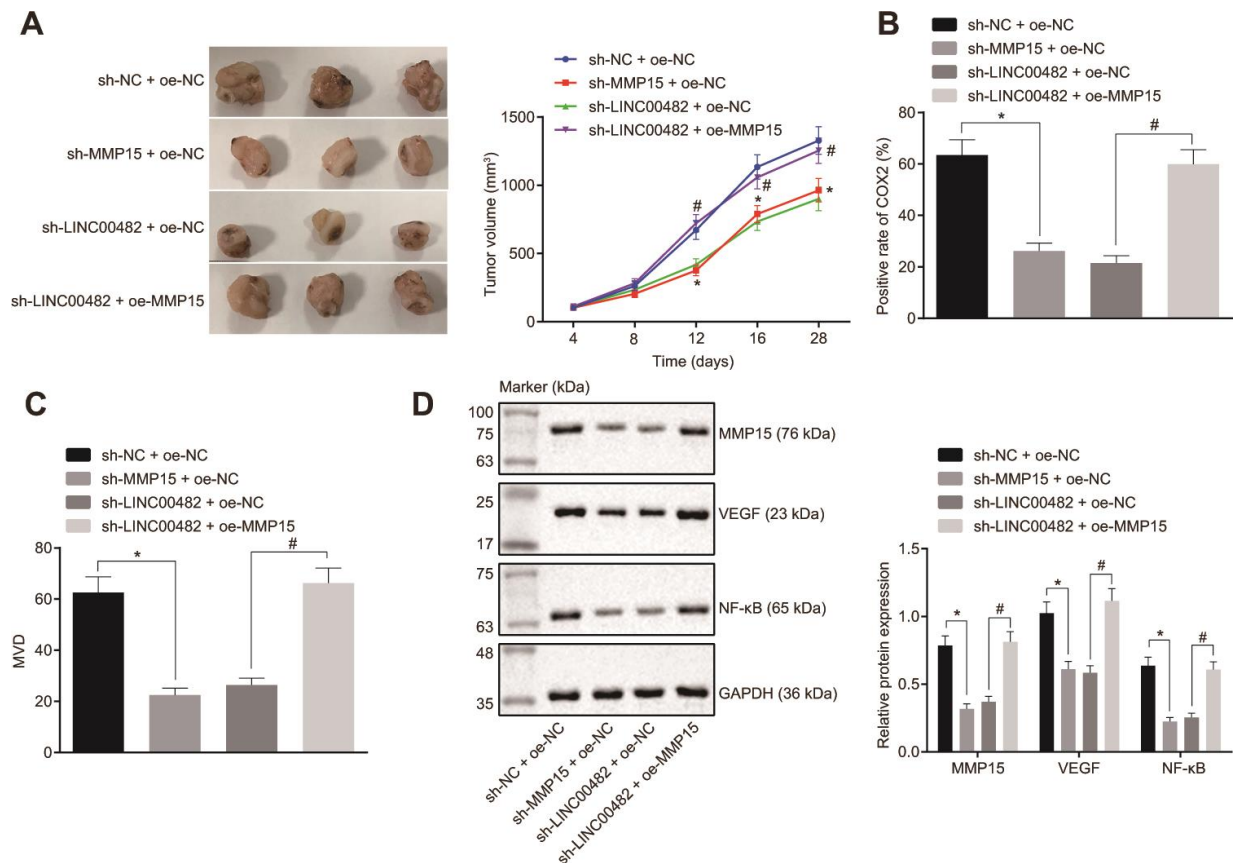 A
sh-NC + oe-NC
sh-MMP15 + oe-NC
sh-LINC00482 + oe-NC
sh-LINC00482 + oe-MMP15
sh-NC + oe-NC
sh-MMP15 + oe-NC
sh-LINC00482 + oe-NC
sh-LINC00482 + oe-MMP15
Tumor volume (mm³)
1500
1000
500
0
# # #
* * *
4 8 12 16 28
Time (days)
B
sh-NC + oe-NC
sh-MMP15 + oe-NC
sh-LINC00482 + oe-NC
sh-LINC00482 + oe-MMP15
Positive rate of COX2 (%)
80
60
40
20
0
* #
C
sh-NC + oe-NC
sh-MMP15 + oe-NC
sh-LINC00482 + oe-NC
sh-LINC00482 + oe-MMP15
MVD
80
60
40
20
0
* #
D
Marker (kDa)
100
75
63
MMP15 (76 kDa)
25
17
VEGF (23 kDa)
75
63
NF-κB (65 kDa)
48
35
GAPDH (36 kDa)
sh-NC + oe-NC
sh-MMP15 + oe-NC
sh-LINC00482 + oe-NC
sh-LINC00482 + oe-MMP15
sh-NC + oe-NC
sh-MMP15 + oe-NC
sh-LINC00482 + oe-NC
sh-LINC00482 + oe-MMP15
Relative protein expression
1.5
1.0
0.5
0.0
* # * # * #
MMP15 VEGF NF-κB